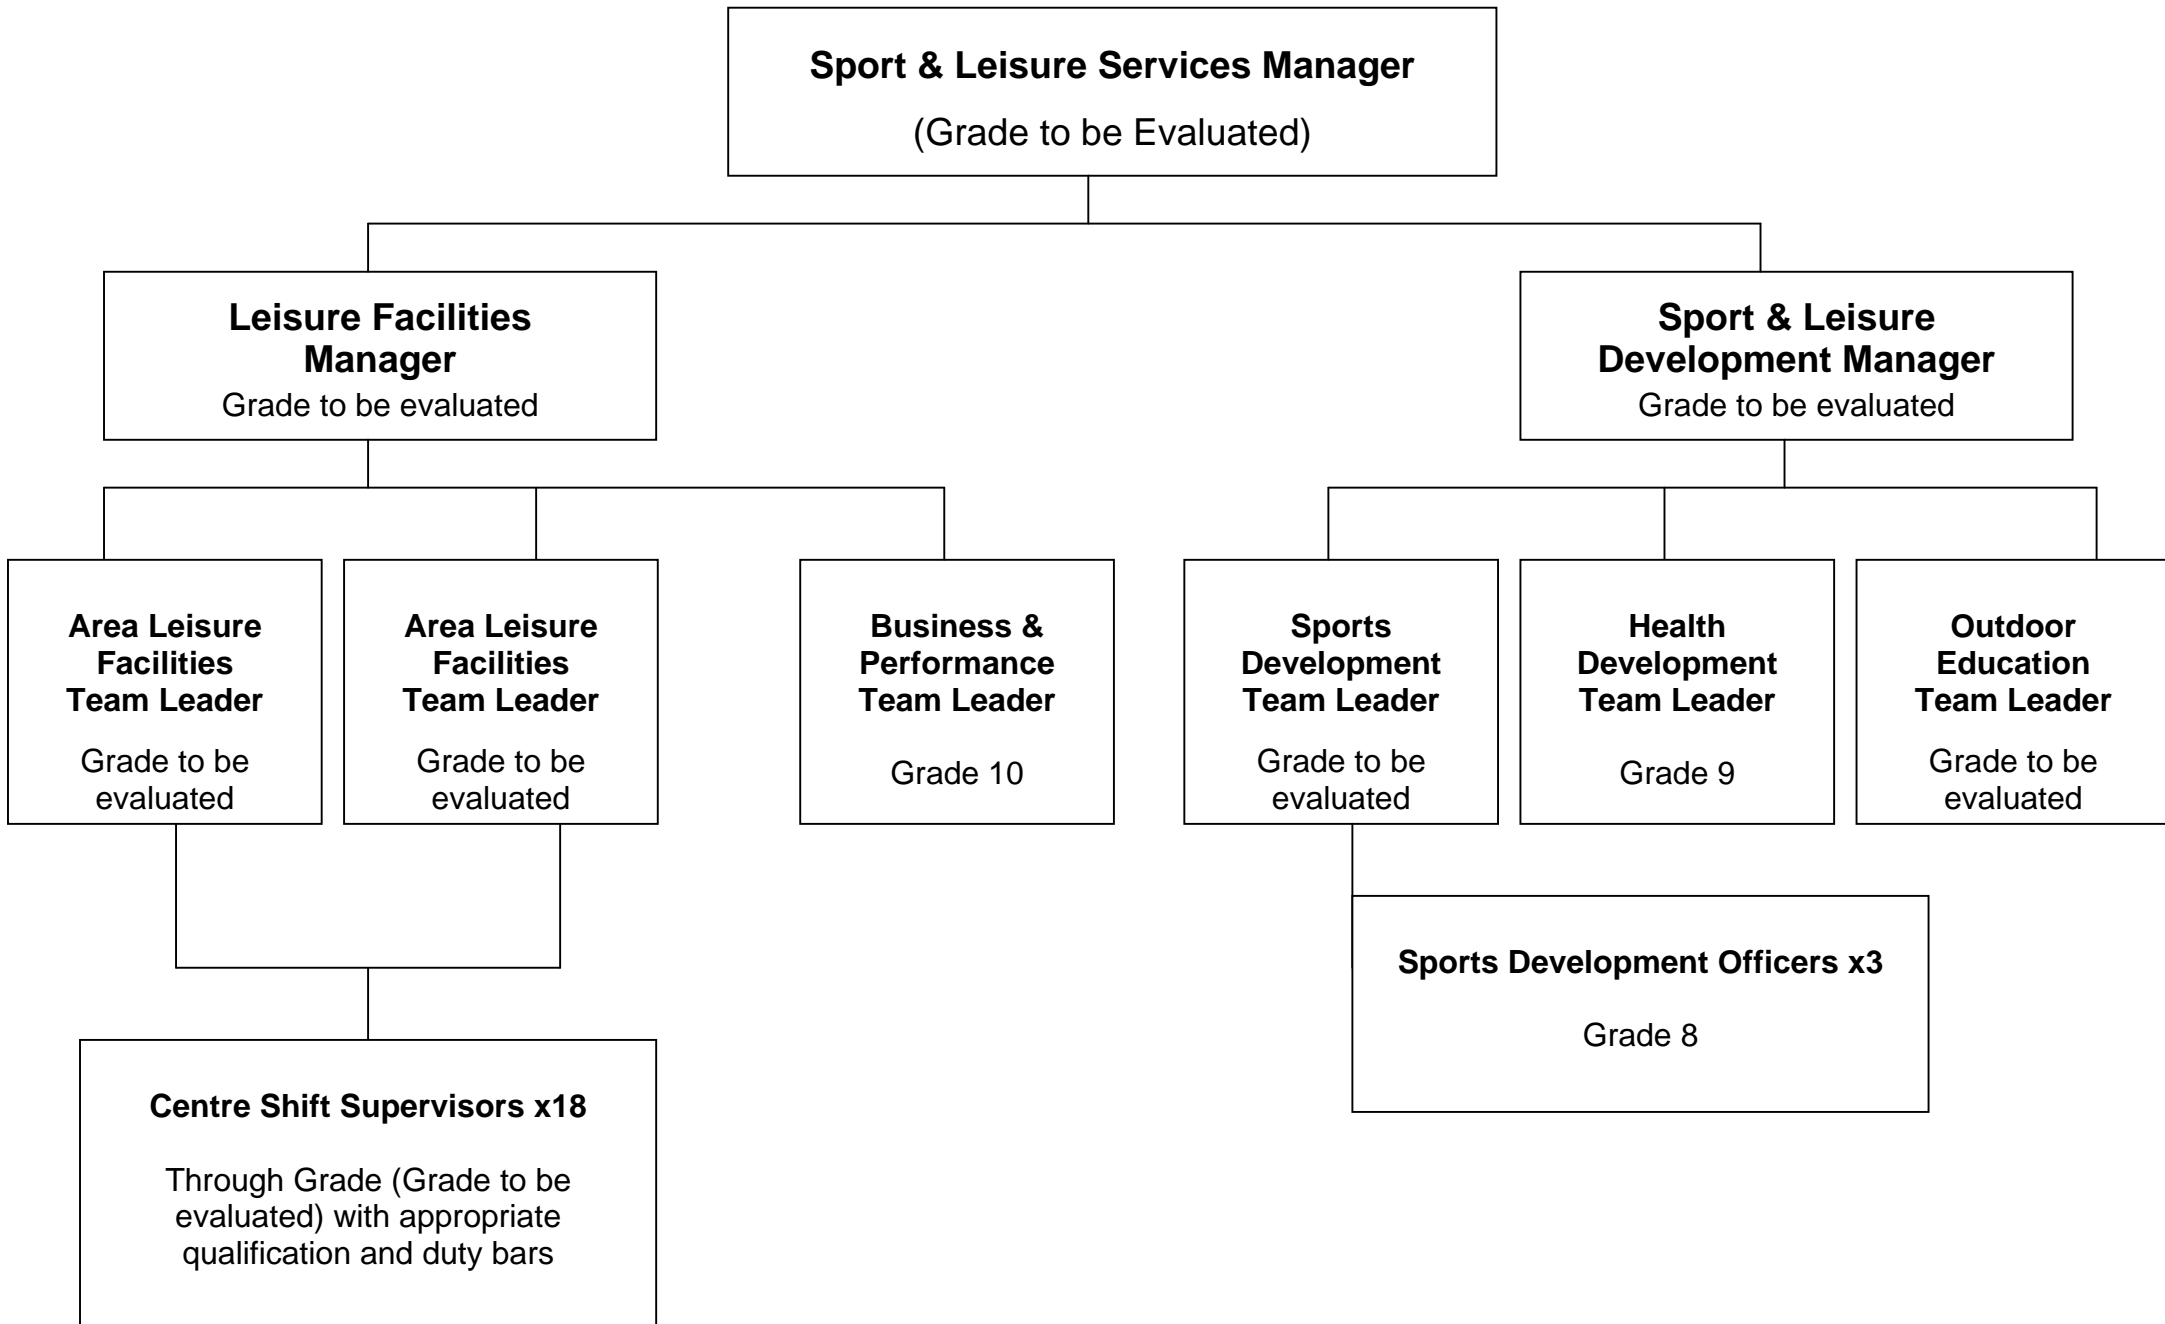 Sport & Leisure Services Manager
(Grade to be Evaluated)
Leisure Facilities
Manager
Grade to be evaluated
Sport & Leisure
Development Manager
Grade to be evaluated
Area Leisure
Facilities
Team Leader
Grade to be
evaluated
Area Leisure
Facilities
Team Leader
Grade to be
evaluated
Business &
Performance
Team Leader
Grade 10
Sports
Development
Team Leader
Grade to be
evaluated
Health
Development
Team Leader
Grade 9
Outdoor
Education
Team Leader
Grade to be
evaluated
Sports Development Officers x3
Grade 8
Centre Shift Supervisors x18
Through Grade (Grade to be
evaluated) with appropriate
qualification and duty bars